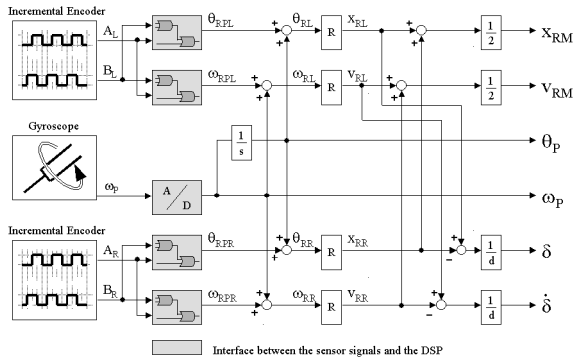 Incremental Encoder
A_L
B_L
θ_RPL
ω_RPL
+
+
+
+
θ_RL
ω_RL
R
R
x_RL
v_RL
+
+
+
+
1/2
1/2
x_RM
v_RM
Gyroscope
ω_P
A/D
1/s
θ_P
ω_P
Incremental Encoder
A_R
B_R
θ_RPR
ω_RPR
+
+
+
+
θ_RR
ω_RR
R
R
x_RR
v_RR
+
−
+
−
1/d
1/d
δ
δ̇
Interface between the sensor signals and the DSP